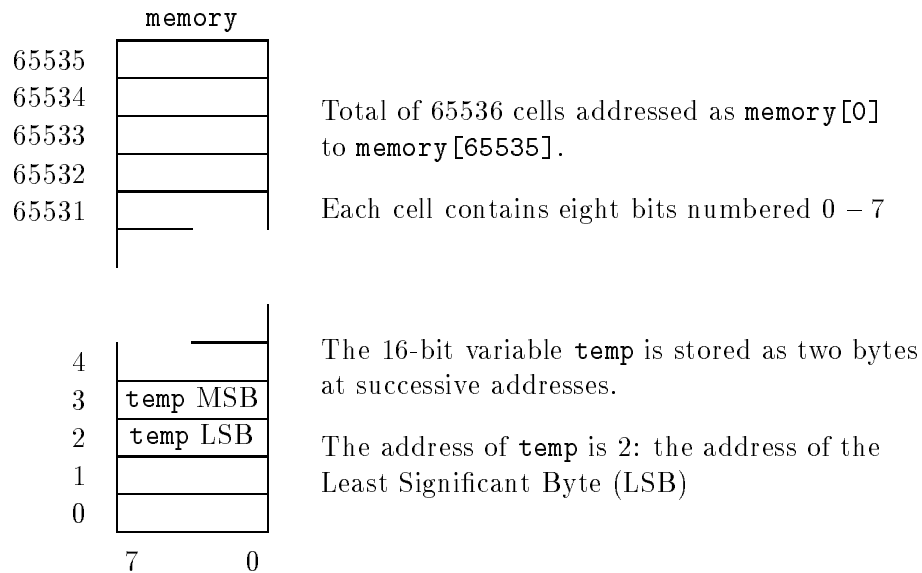 memory
65535
65534
65533
65532
65531
Total of 65536 cells addressed as memory[0]
to memory[65535].
Each cell contains eight bits numbered 0 – 7
4
3 temp MSB
2 temp LSB
1
0
7 0
The 16-bit variable temp is stored as two bytes
at successive addresses.
The address of temp is 2: the address of the
Least Significant Byte (LSB)